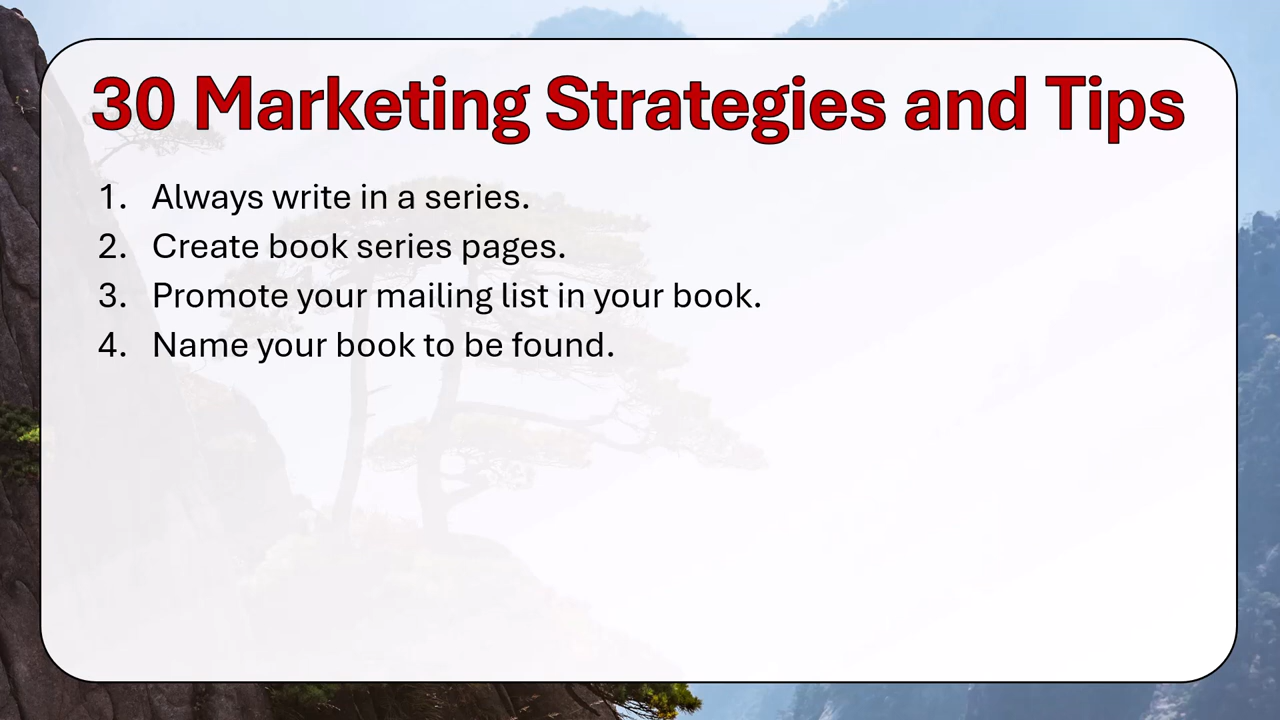 30 Marketing Strategies and Tips
1. Always write in a series.
2. Create book series pages.
3. Promote your mailing list in your book.
4. Name your book to be found.